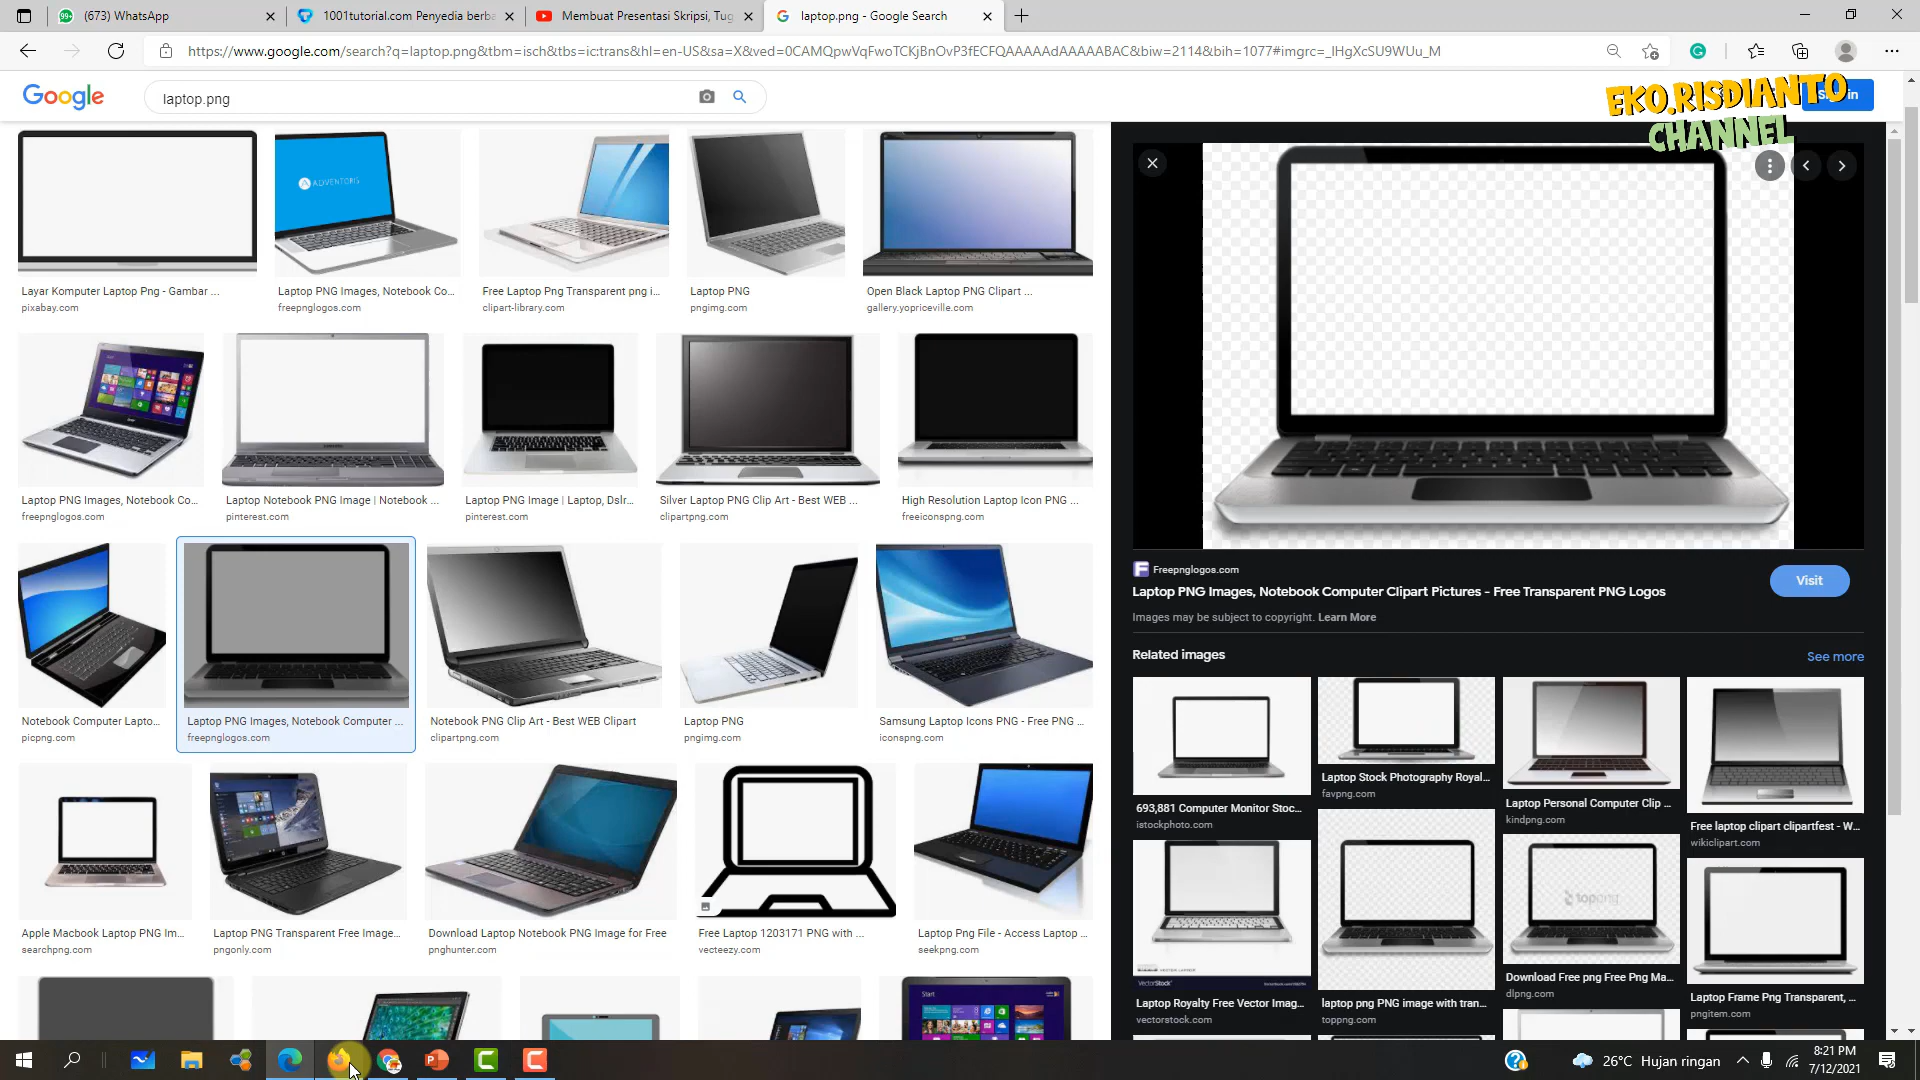 (673) WhatsApp
1001tutorial.com Penyedia berba
Membuat Presentasi Skripsi, Tug
laptop.png - Google Search
https://www.google.com/search?q=laptop.png&tbm=isch&tbs=ic:trans&hl=en-US&sa=X&ved=0CAMQpwVqFwoTCKjBnOvP3fECFQAAAAAdAAAAABAC&biw=2114&bih=1077#imgrc=_IHgXcSU9WUu_M
Google
laptop.png
EKO.RISDIANTO
CHANNEL
in
ADVENTORIS
Layar Komputer Laptop Png - Gambar ...
pixabay.com
Laptop PNG Images, Notebook Co...
freepnglogos.com
Free Laptop Png Transparent png i...
clipart-library.com
Laptop PNG
pngimg.com
Open Black Laptop PNG Clipart ...
gallery.yopriceville.com
Laptop PNG Images, Notebook Co...
freepnglogos.com
Laptop Notebook PNG Image | Notebook ...
pinterest.com
Laptop PNG Image | Laptop, Dslr...
pinterest.com
Silver Laptop PNG Clip Art - Best WEB ...
clipartpng.com
High Resolution Laptop Icon PNG ...
freeiconspng.com
Notebook Computer Lapto...
picpng.com
Laptop PNG Images, Notebook Computer ...
freepnglogos.com
Notebook PNG Clip Art - Best WEB Clipart
clipartpng.com
Laptop PNG
pngimg.com
Samsung Laptop Icons PNG - Free PNG ...
iconspng.com
Apple Macbook Laptop PNG Im...
searchpng.com
Laptop PNG Transparent Free Image...
pngonly.com
Download Laptop Notebook PNG Image for Free
pnghunter.com
Free Laptop 1203171 PNG with ...
vecteezy.com
Laptop Png File - Access Laptop ...
seekpng.com
Start
Freepnglogos.com
Laptop PNG Images, Notebook Computer Clipart Pictures - Free Transparent PNG Logos
Visit
Images may be subject to copyright. Learn More
Related images
See more
693,881 Computer Monitor Stoc...
istockphoto.com
Laptop Stock Photography Royal...
favpng.com
Laptop Personal Computer Clip ...
kindpng.com
Free laptop clipart clipartfest - W...
wikiclipart.com
VectorStock
Laptop Royalty Free Vector Imag...
vectorstock.com
laptop png PNG image with tran...
toppng.com
toppng
Download Free png Free Png Ma...
dlpng.com
Laptop Frame Png Transparent, ...
pngitem.com
26°C Hujan ringan
8:21 PM
7/12/2021